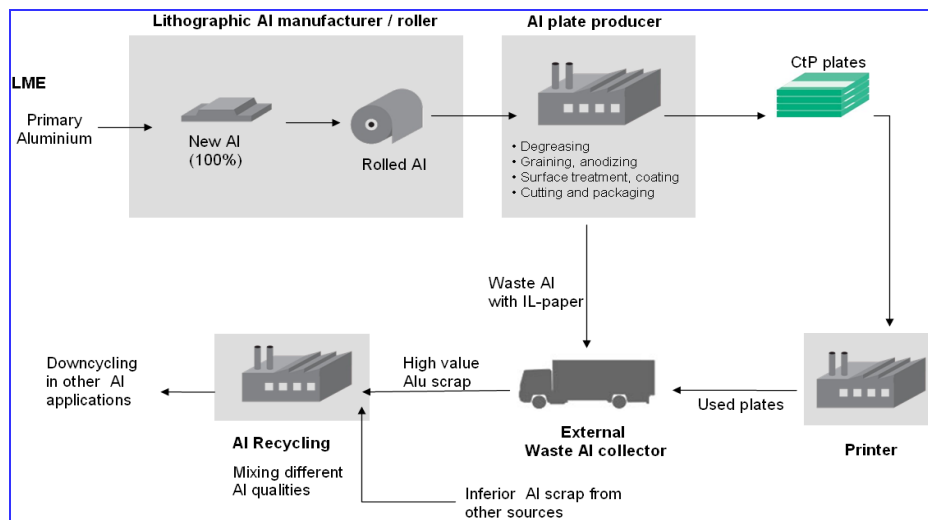 Lithographic Al manufacturer / roller
Al plate producer
LME
Primary
Aluminium
New Al
(100%)
Rolled Al
• Degreasing
• Graining, anodizing
• Surface treatment, coating
• Cutting and packaging
CtP plates
Waste Al
with IL-paper
Downcycling
in other Al
applications
High value
Alu scrap
Used plates
Al Recycling
Mixing different
Al qualities
External
Waste Al collector
Printer
Inferior Al scrap from
other sources